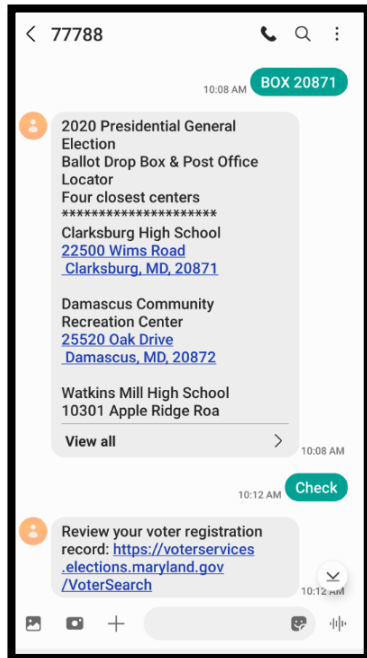 77788
10:08 AM BOX 20871
2020 Presidential General
Election
Ballot Drop Box & Post Office
Locator
Four closest centers
*********************
Clarksburg High School
22500 Wims Road
Clarksburg, MD, 20871
Damascus Community
Recreation Center
25520 Oak Drive
Damascus, MD, 20872
Watkins Mill High School
10301 Apple Ridge Roa
View all
10:08 AM
10:12 AM Check
Review your voter registration
record: https://voterservices
.elections.maryland.gov
/VoterSearch
10:12 AM